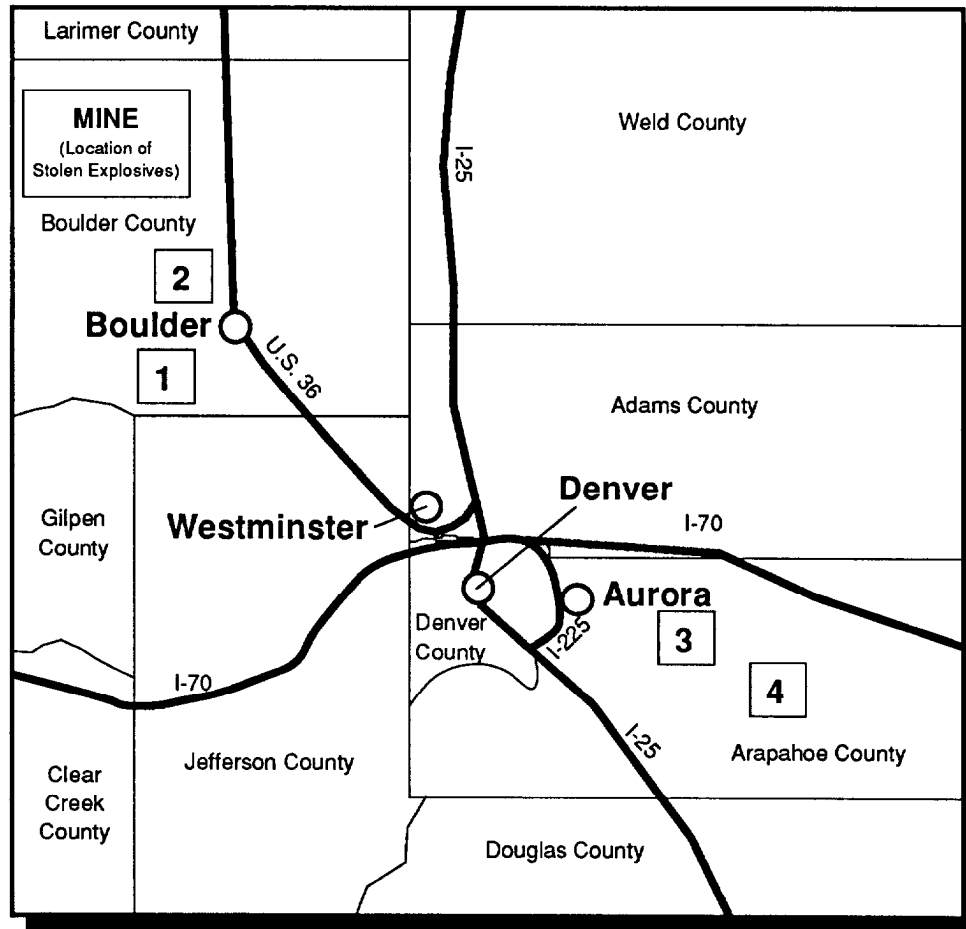 Larimer County
MINE
(Location of
Stolen Explosives)
Weld County
I-25
Boulder County
2
Boulder
1
U.S. 36
Adams County
Denver
Westminster
I-70
Gilpen
County
Aurora
Denver
County
I-225
3
I-70
4
I-25
Jefferson County
Arapahoe County
Clear
Creek
County
Douglas County